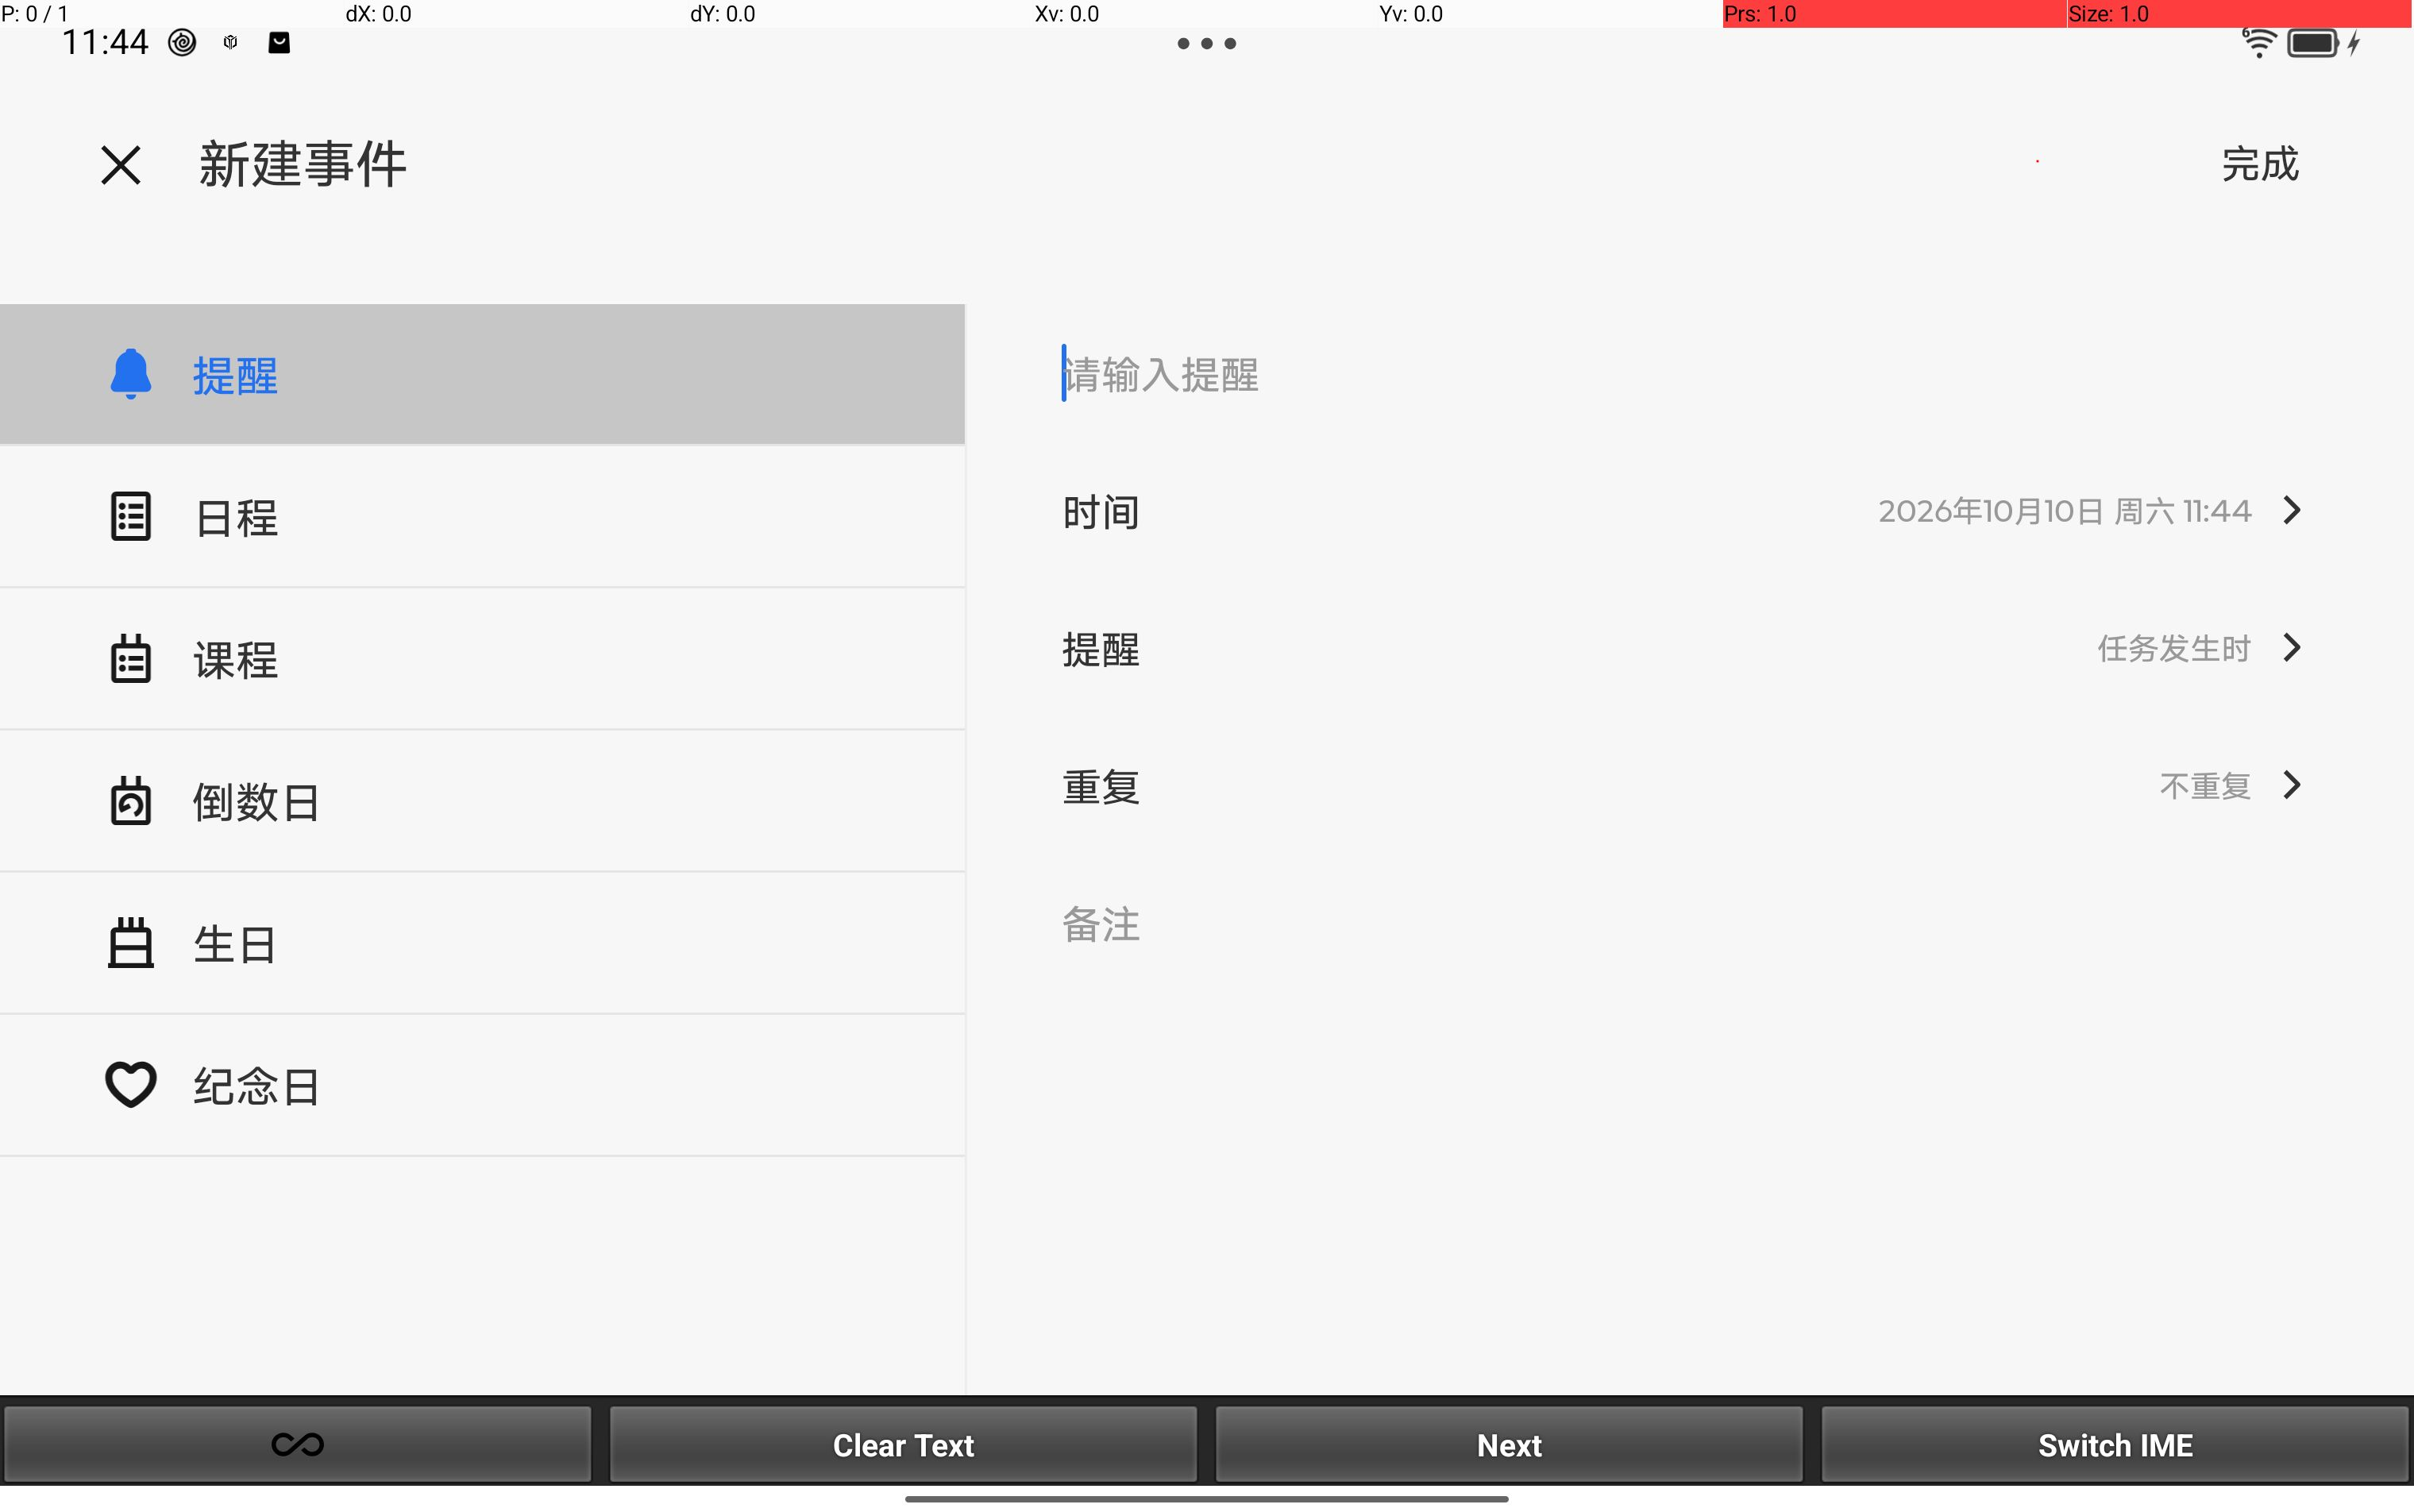 P: 0 / 1 dX: 0.0 dY: 0.0 Xv: 0.0 Yv: 0.0 Prs: 1.0 Size: 1.0
11:44 6
新建事件 完成
提醒
日程
课程
倒数日
生日
纪念日
请输入提醒
时间 2026年10月10日 周六 11:44
提醒 任务发生时
重复 不重复
备注
Clear Text Next Switch IME